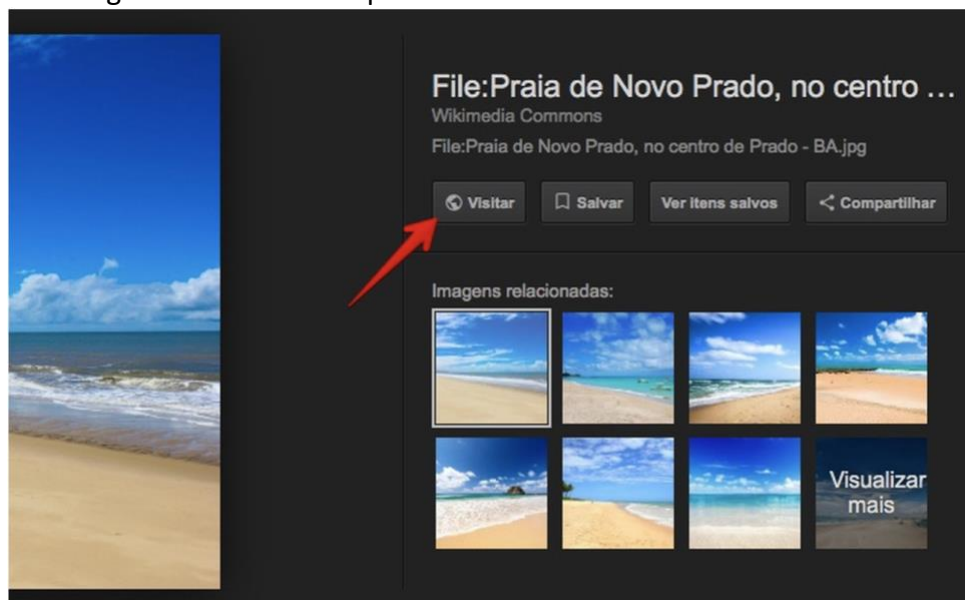 File:Praia de Novo Prado, no centro ...
Wikimedia Commons
File:Praia de Novo Prado, no centro de Prado - BA.jpg
Visitar Salvar Ver itens salvos Compartilhar
Imagens relacionadas:
Visualizar
mais